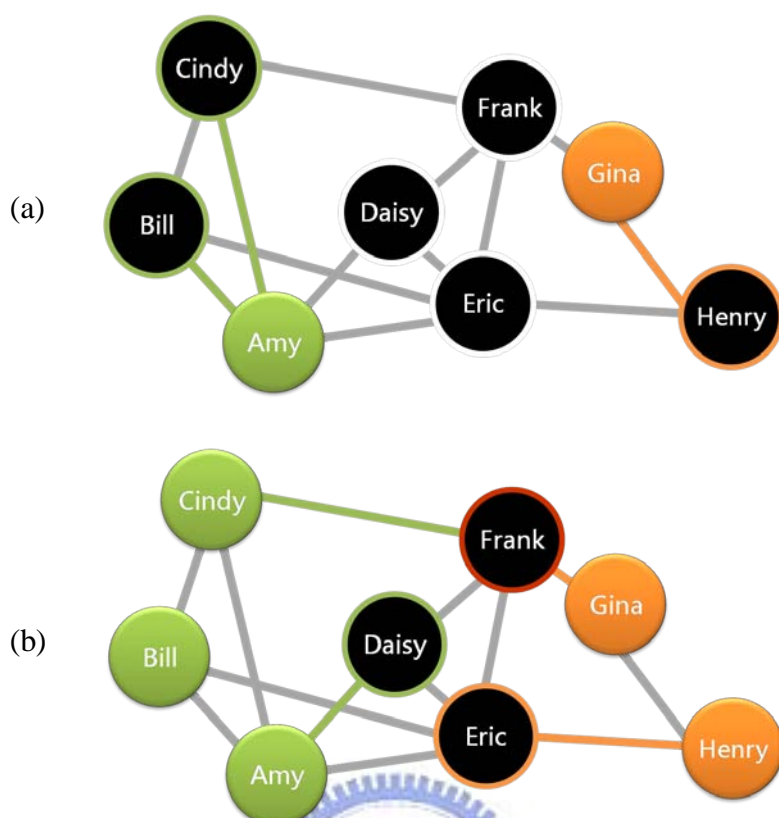 (a)
Cindy
Frank
Gina
Daisy
Bill
Eric
Henry
Amy
(b)
Cindy
Frank
Gina
Daisy
Bill
Eric
Henry
Amy